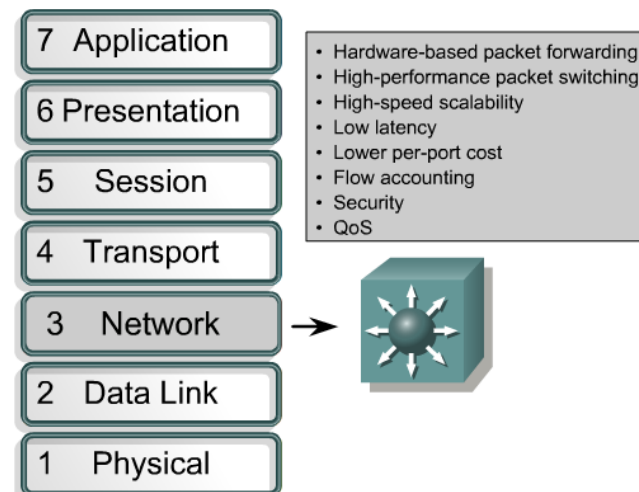 7 Application
6 Presentation
5 Session
4 Transport
3 Network
2 Data Link
1 Physical
• Hardware-based packet forwarding
• High-performance packet switching
• High-speed scalability
• Low latency
• Lower per-port cost
• Flow accounting
• Security
• QoS